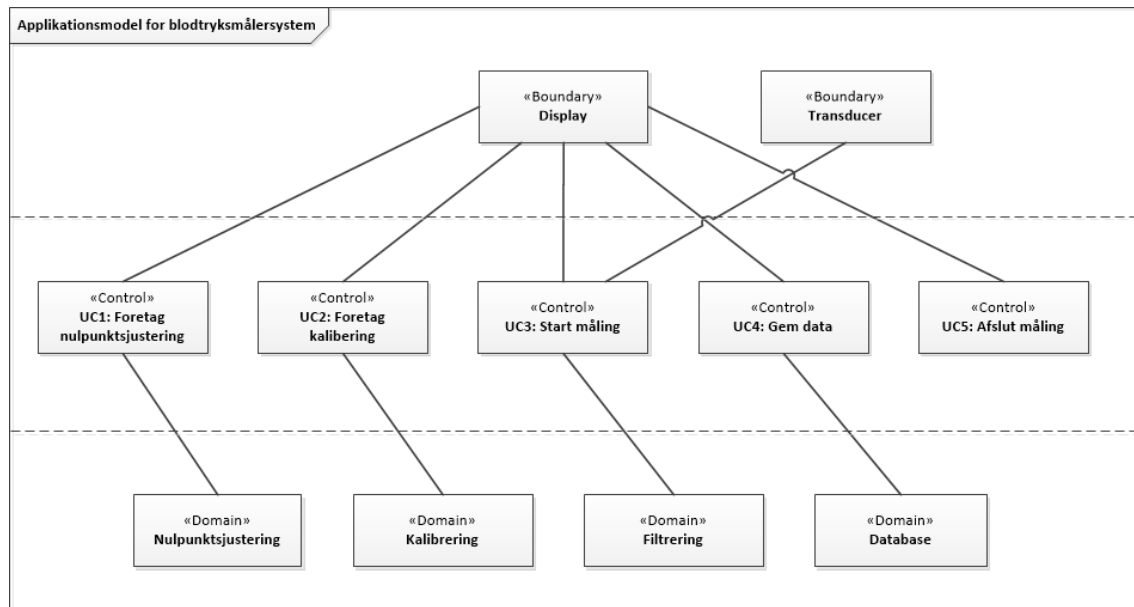 Applikationsmodel for blodtryksmålersystem
«Boundary»
Display
«Boundary»
Transducer
«Control»
UC1: Foretag
nulpunktsjustering
«Control»
UC2: Foretag
kalibering
«Control»
UC3: Start måling
«Control»
UC4: Gem data
«Control»
UC5: Afslut måling
«Domain»
Nulpunktsjustering
«Domain»
Kalibrering
«Domain»
Filtrering
«Domain»
Database